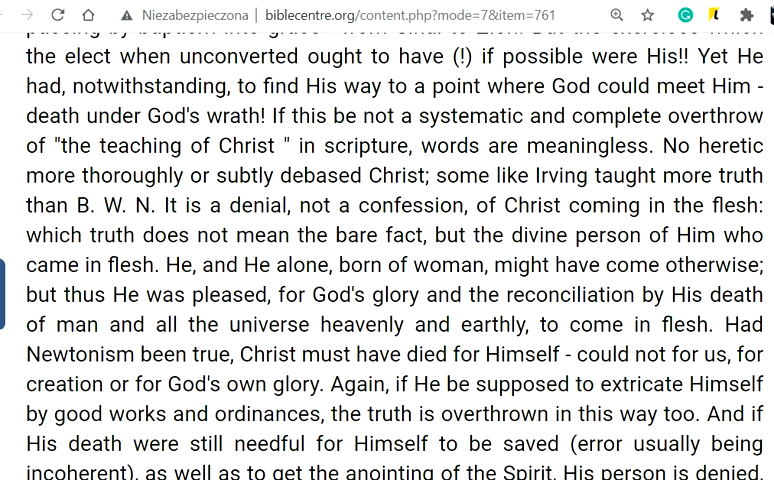 Niezabezpieczona | biblecentre.org/content.php?mode=7&item=761
the elect when unconverted ought to have (!) if possible were His!! Yet He
had, notwithstanding, to find His way to a point where God could meet Him -
death under God's wrath! If this be not a systematic and complete overthrow
of "the teaching of Christ " in scripture, words are meaningless. No heretic
more thoroughly or subtly debased Christ; some like Irving taught more truth
than B. W. N. It is a denial, not a confession, of Christ coming in the flesh:
which truth does not mean the bare fact, but the divine person of Him who
came in flesh. He, and He alone, born of woman, might have come otherwise;
but thus He was pleased, for God's glory and the reconciliation by His death
of man and all the universe heavenly and earthly, to come in flesh. Had
Newtonism been true, Christ must have died for Himself - could not for us, for
creation or for God's own glory. Again, if He be supposed to extricate Himself
by good works and ordinances, the truth is overthrown in this way too. And if
His death were still needful for Himself to be saved (error usually being
incoherent), as well as to get the anointing of the Spirit, His person is denied,